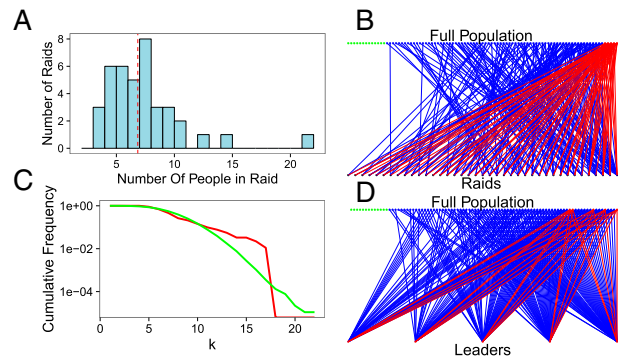 A
Number of Raids
8
6
4
2
0
5
10
15
20
Number Of People in Raid
B
Full Population
Raids
C
Cumulative Frequency
1e+00
1e−02
1e−04
0
5
10
15
20
k
D
Full Population
Leaders